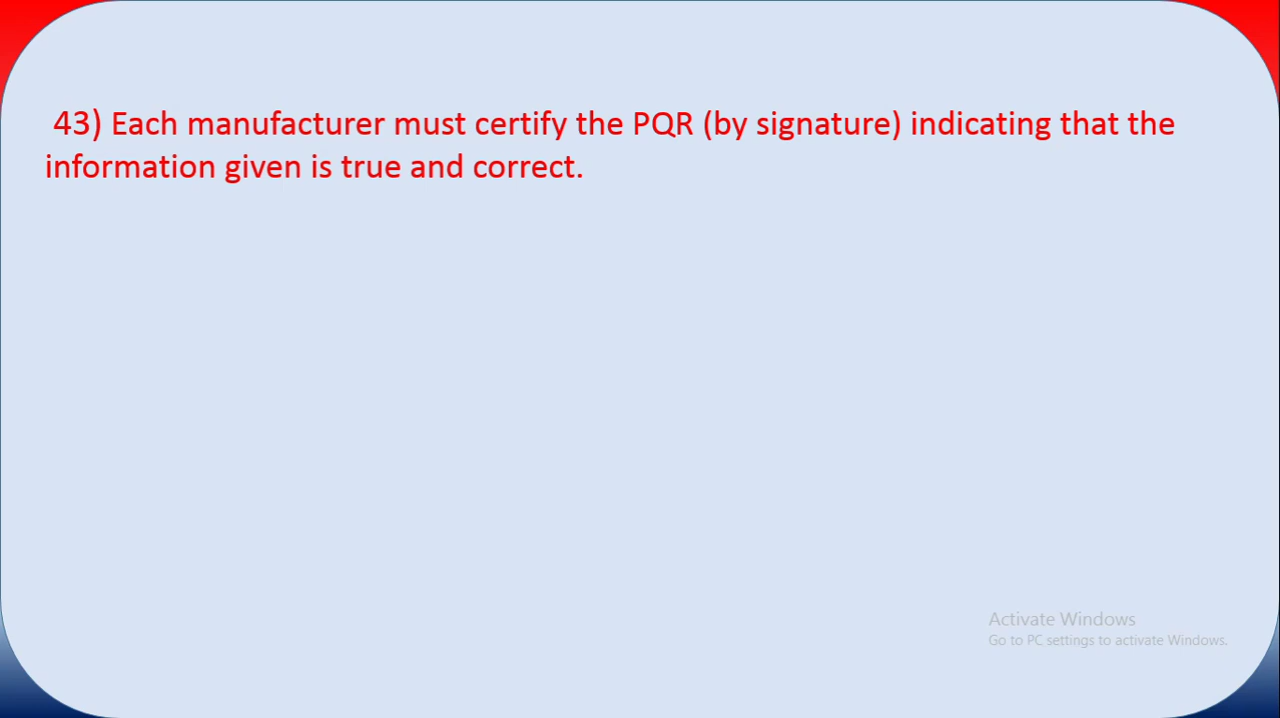 43) Each manufacturer must certify the PQR (by signature) indicating that the
information given is true and correct.
Activate Windows
Go to PC settings to activate Windows.